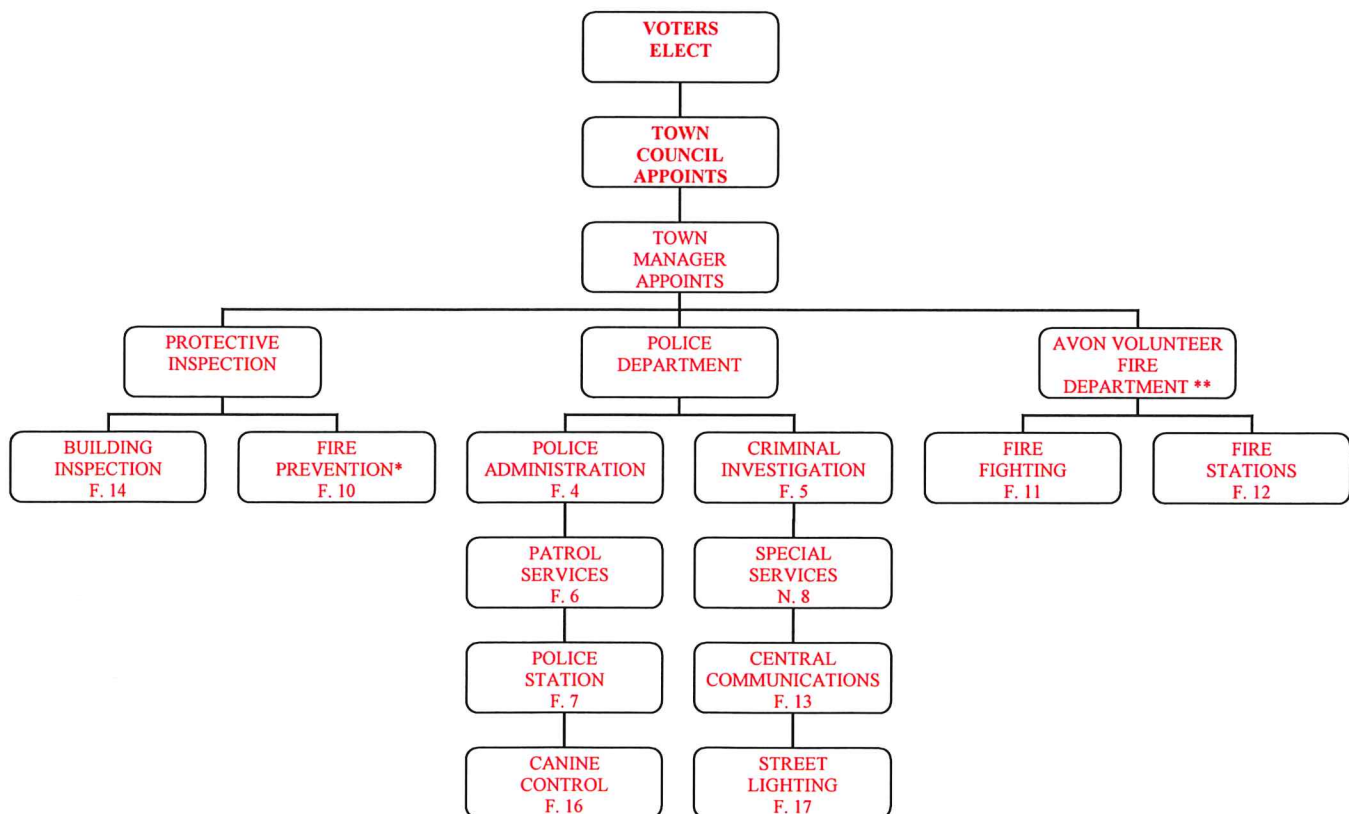 VOTERS
ELECT
TOWN
COUNCIL
APPOINTS
TOWN
MANAGER
APPOINTS
PROTECTIVE
INSPECTION
POLICE
DEPARTMENT
AVON VOLUNTEER
FIRE
DEPARTMENT **
BUILDING
INSPECTION
F. 14
FIRE
PREVENTION*
F. 10
POLICE
ADMINISTRATION
F. 4
CRIMINAL
INVESTIGATION
F. 5
FIRE
FIGHTING
F. 11
FIRE
STATIONS
F. 12
PATROL
SERVICES
F. 6
SPECIAL
SERVICES
N. 8
POLICE
STATION
F. 7
CENTRAL
COMMUNICATIONS
F. 13
CANINE
CONTROL
F. 16
STREET
LIGHTING
F. 17